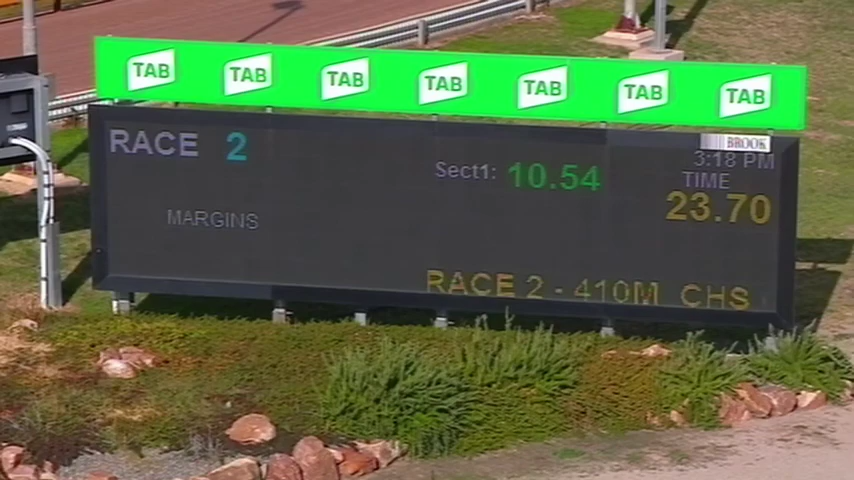 TAB TAB TAB TAB TAB TAB TAB
BROOK
RACE 2
3:18 PM
Sect1: 10.54
TIME
23.70
MARGINS
RACE 2 - 410M CHS